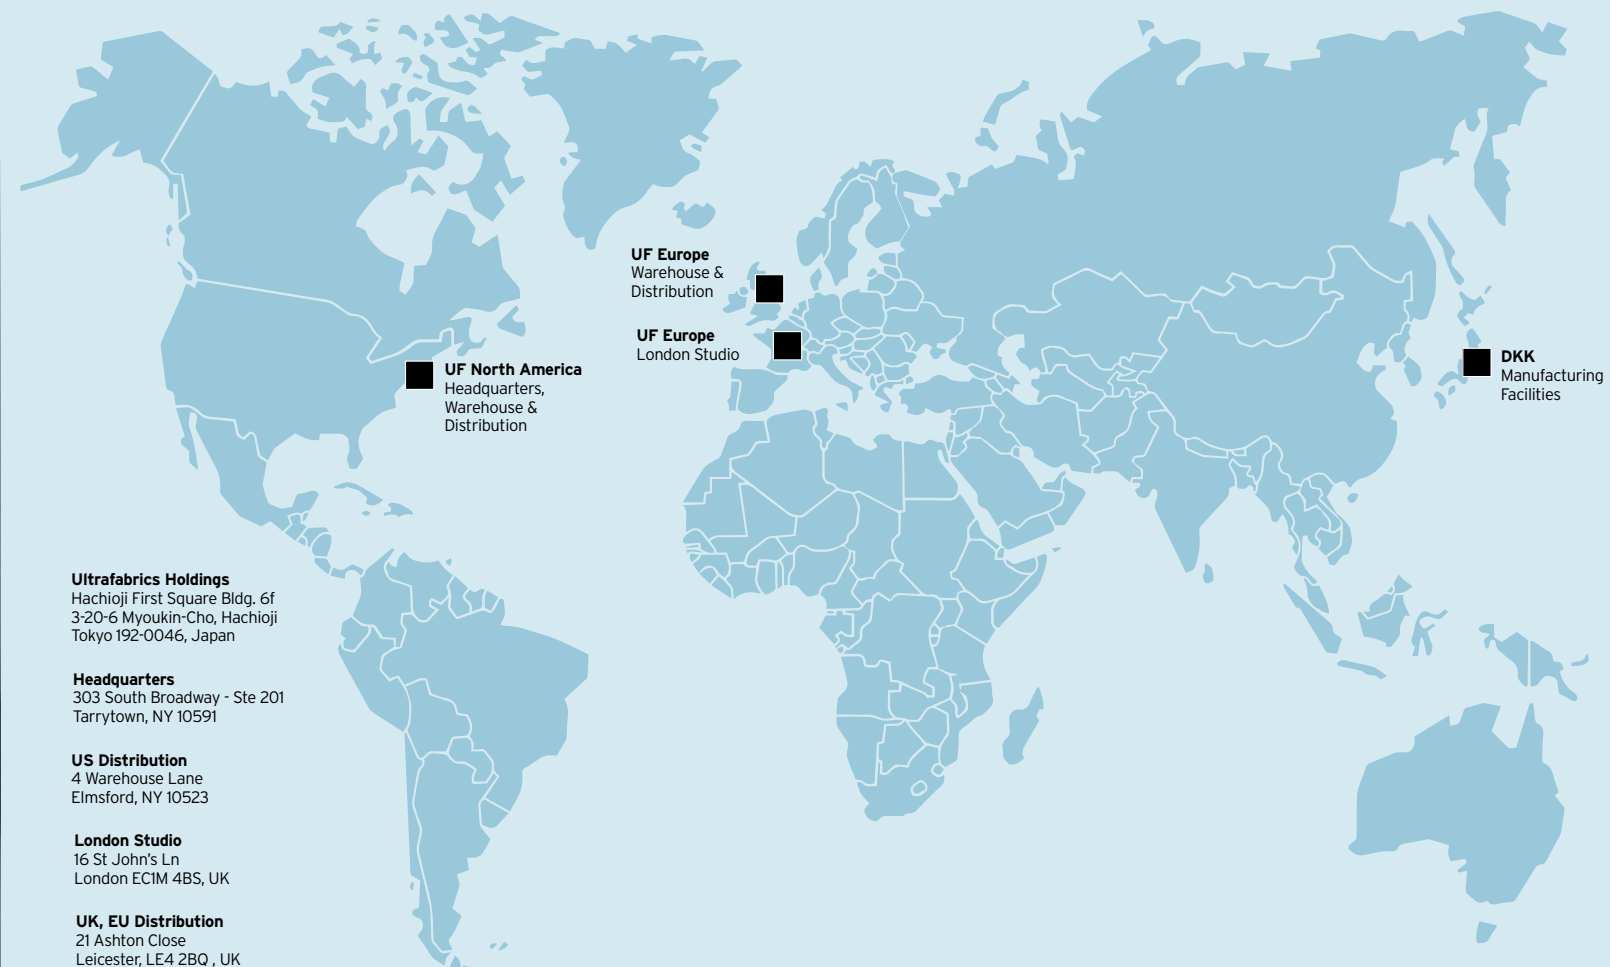 UF Europe
Warehouse &
Distribution
UF Europe
London Studio
UF North America
Headquarters,
Warehouse &
Distribution
DKK
Manufacturing
Facilities
Ultrafabrics Holdings
Hachioji First Square Bldg. 6f
3-20-6 Myoukin-Cho, Hachioji
Tokyo 192-0046, Japan
Headquarters
303 South Broadway - Ste 201
Tarrytown, NY 10591
US Distribution
4 Warehouse Lane
Elmsford, NY 10523
London Studio
16 St John's Ln
London EC1M 4BS, UK
UK, EU Distribution
21 Ashton Close
Leicester, LE4 2BQ , UK